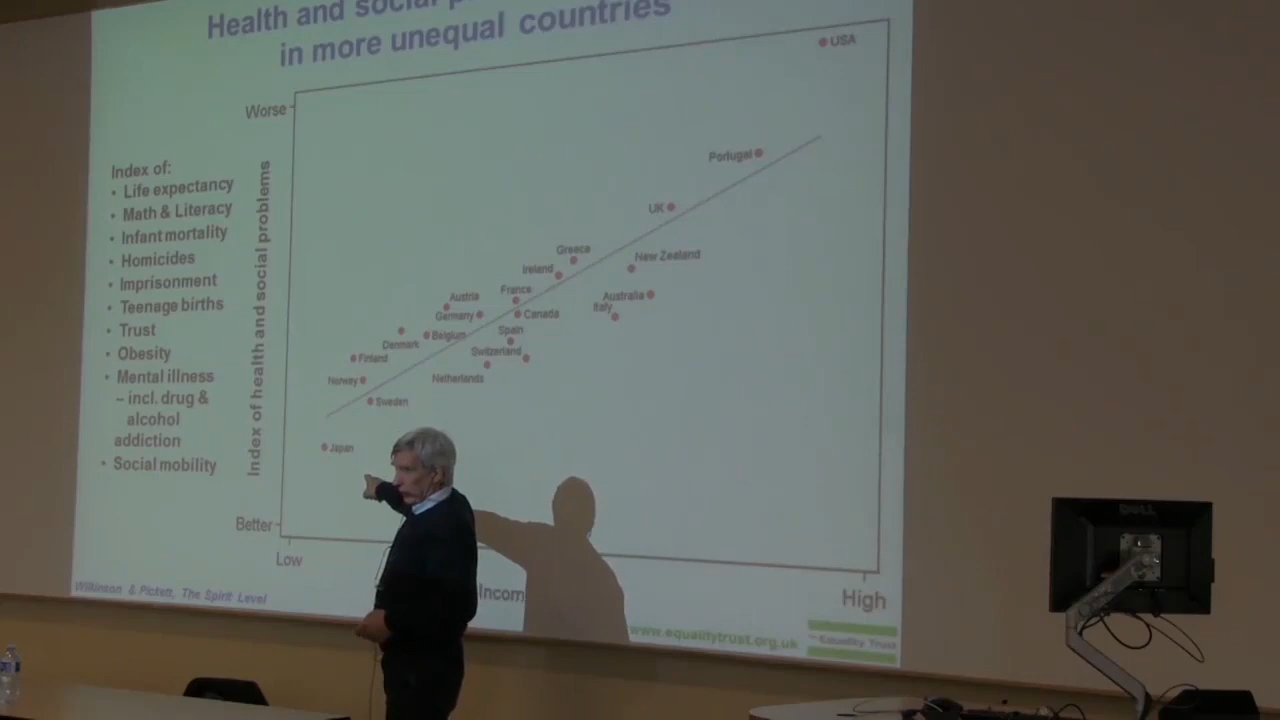 Health and social
in more unequal countries
Worse
Better
Index of health and social problems
Index of:
• Life expectancy
• Math & Literacy
• Infant mortality
• Homicides
• Imprisonment
• Teenage births
• Trust
• Obesity
• Mental illness
– incl. drug &
alcohol
addiction
• Social mobility
USA
Portugal
UK
Greece
New Zealand
Ireland
France
Australia
Italy
Austria
Germany
Canada
Belgium
Spain
Denmark
Switzerland
Finland
Netherlands
Norway
Sweden
Japan
Low
Incom
High
Wilkinson & Pickett, The Spirit Level
www.equalitytrust.org.uk
The Equality Trust
DELL